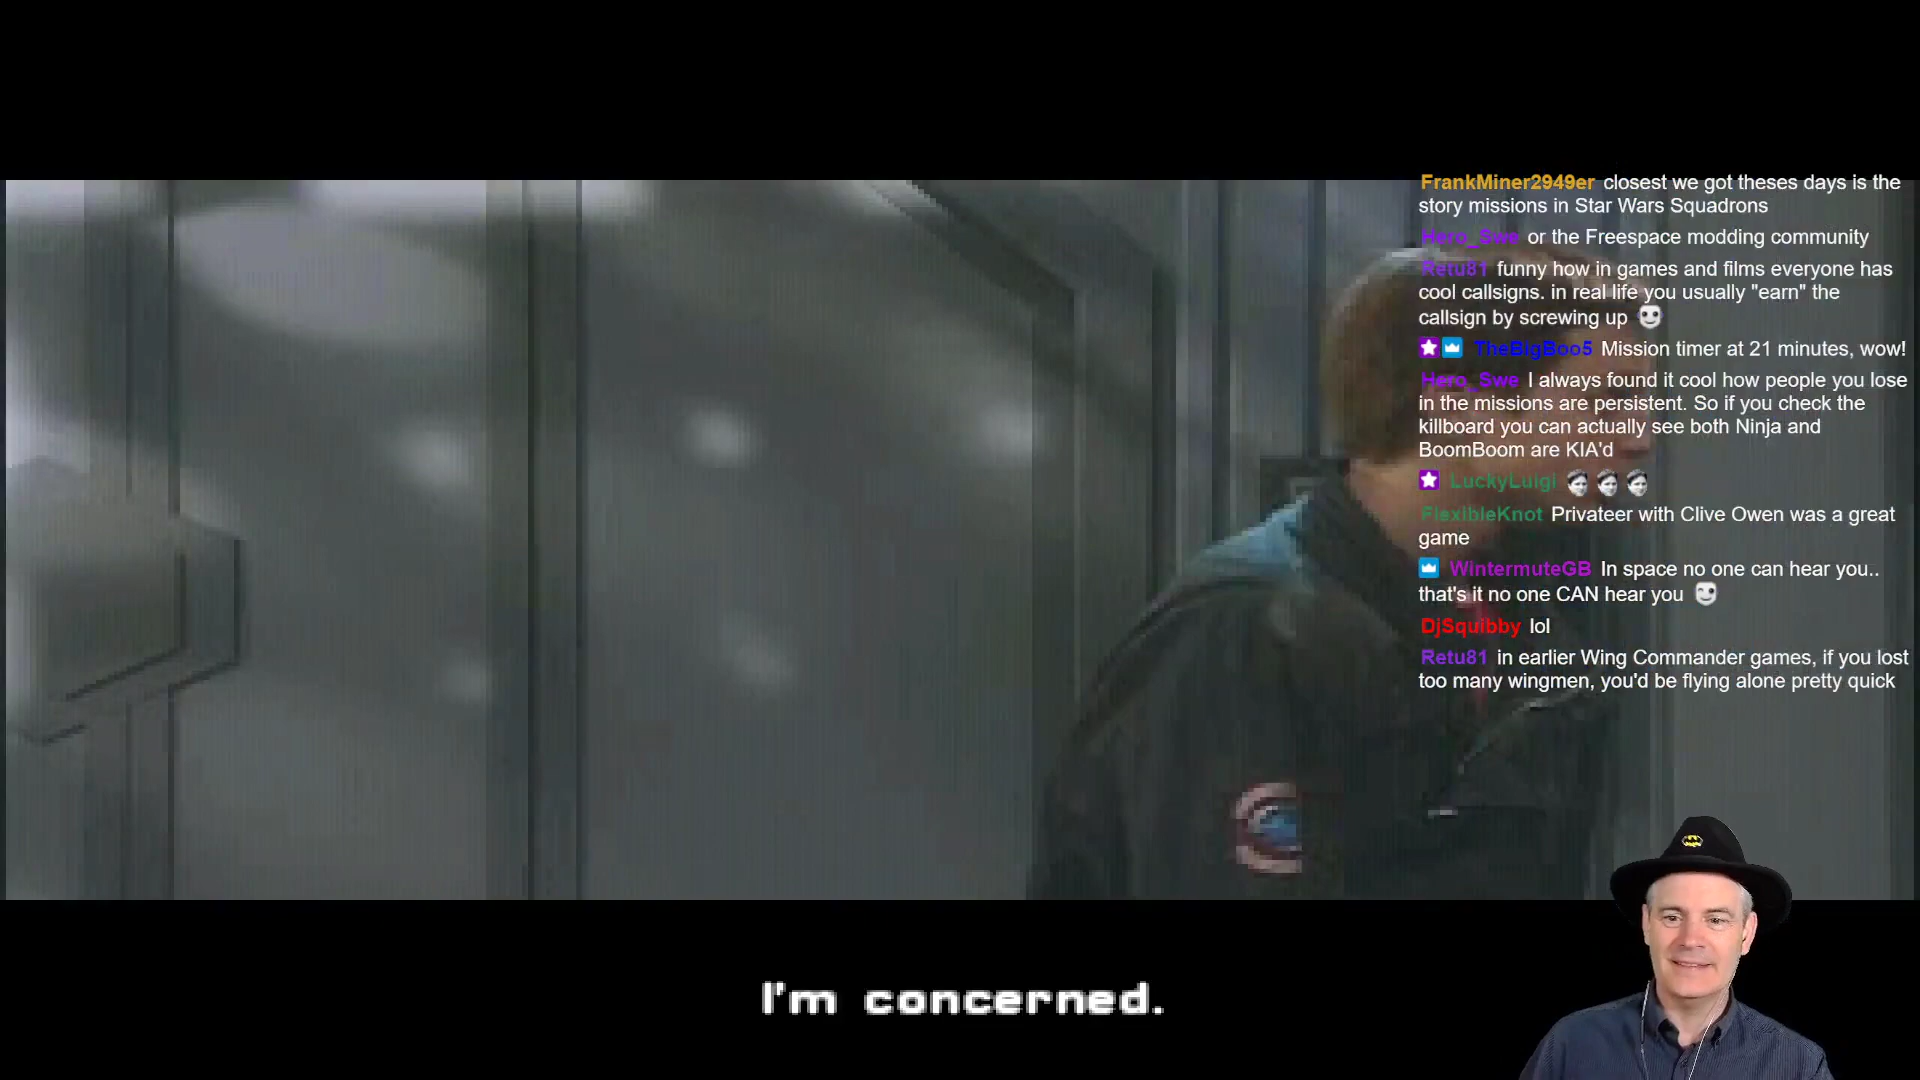 FrankMiner2949er closest we got theses days is the
story missions in Star Wars Squadrons
Hero_Swe or the Freespace modding community
Retu81 funny how in games and films everyone has
cool callsigns. in real life you usually "earn" the
callsign by screwing up
TheBigBoo5 Mission timer at 21 minutes, wow!
Hero_Swe I always found it cool how people you lose
in the missions are persistent. So if you check the
killboard you can actually see both Ninja and
BoomBoom are KIA'd
LuckyLuigi
FlexibleKnot Privateer with Clive Owen was a great
game
WintermuteGB In space no one can hear you..
that's it no one CAN hear you
DjSquibby lol
Retu81 in earlier Wing Commander games, if you lost
too many wingmen, you'd be flying alone pretty quick
I'm concerned.